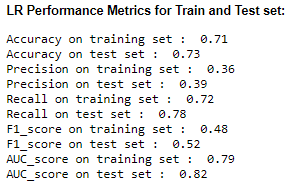 LR Performance Metrics for Train and Test set:
Accuracy on training set :  0.71
Accuracy on test set :  0.73
Precision on training set :  0.36
Precision on test set :  0.39
Recall on training set :  0.72
Recall on test set :  0.78
F1_score on training set :  0.48
F1_score on test set :  0.52
AUC_score on training set :  0.79
AUC_score on test set :  0.82